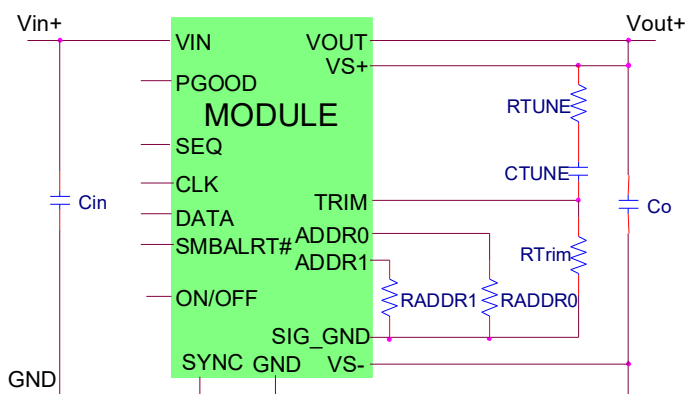 Vin+
Vout+
VIN
VOUT
VS+
PGOOD
RTUNE
MODULE
SEQ
CTUNE
CLK
Cin
TRIM
Co
DATA
ADDR0
SMBALRT#
RTrim
ADDR1
ON/OFF
RADDR1
RADDR0
SIG_GND
SYNC
GND
VS-
GND